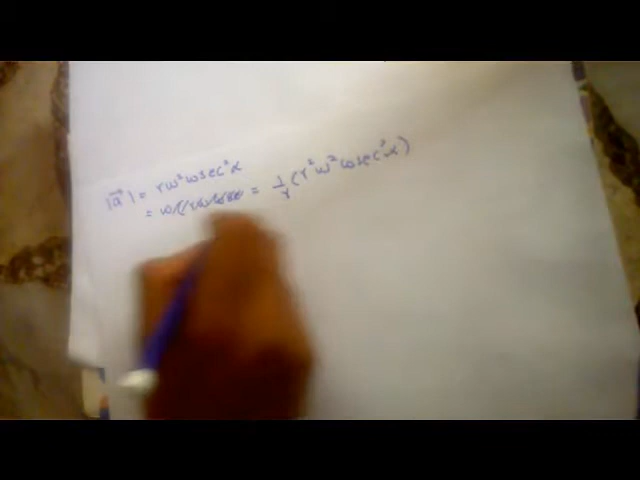 |a⃗| = rω²cosec²α
= = 1/r (r²ω²cosec²α)